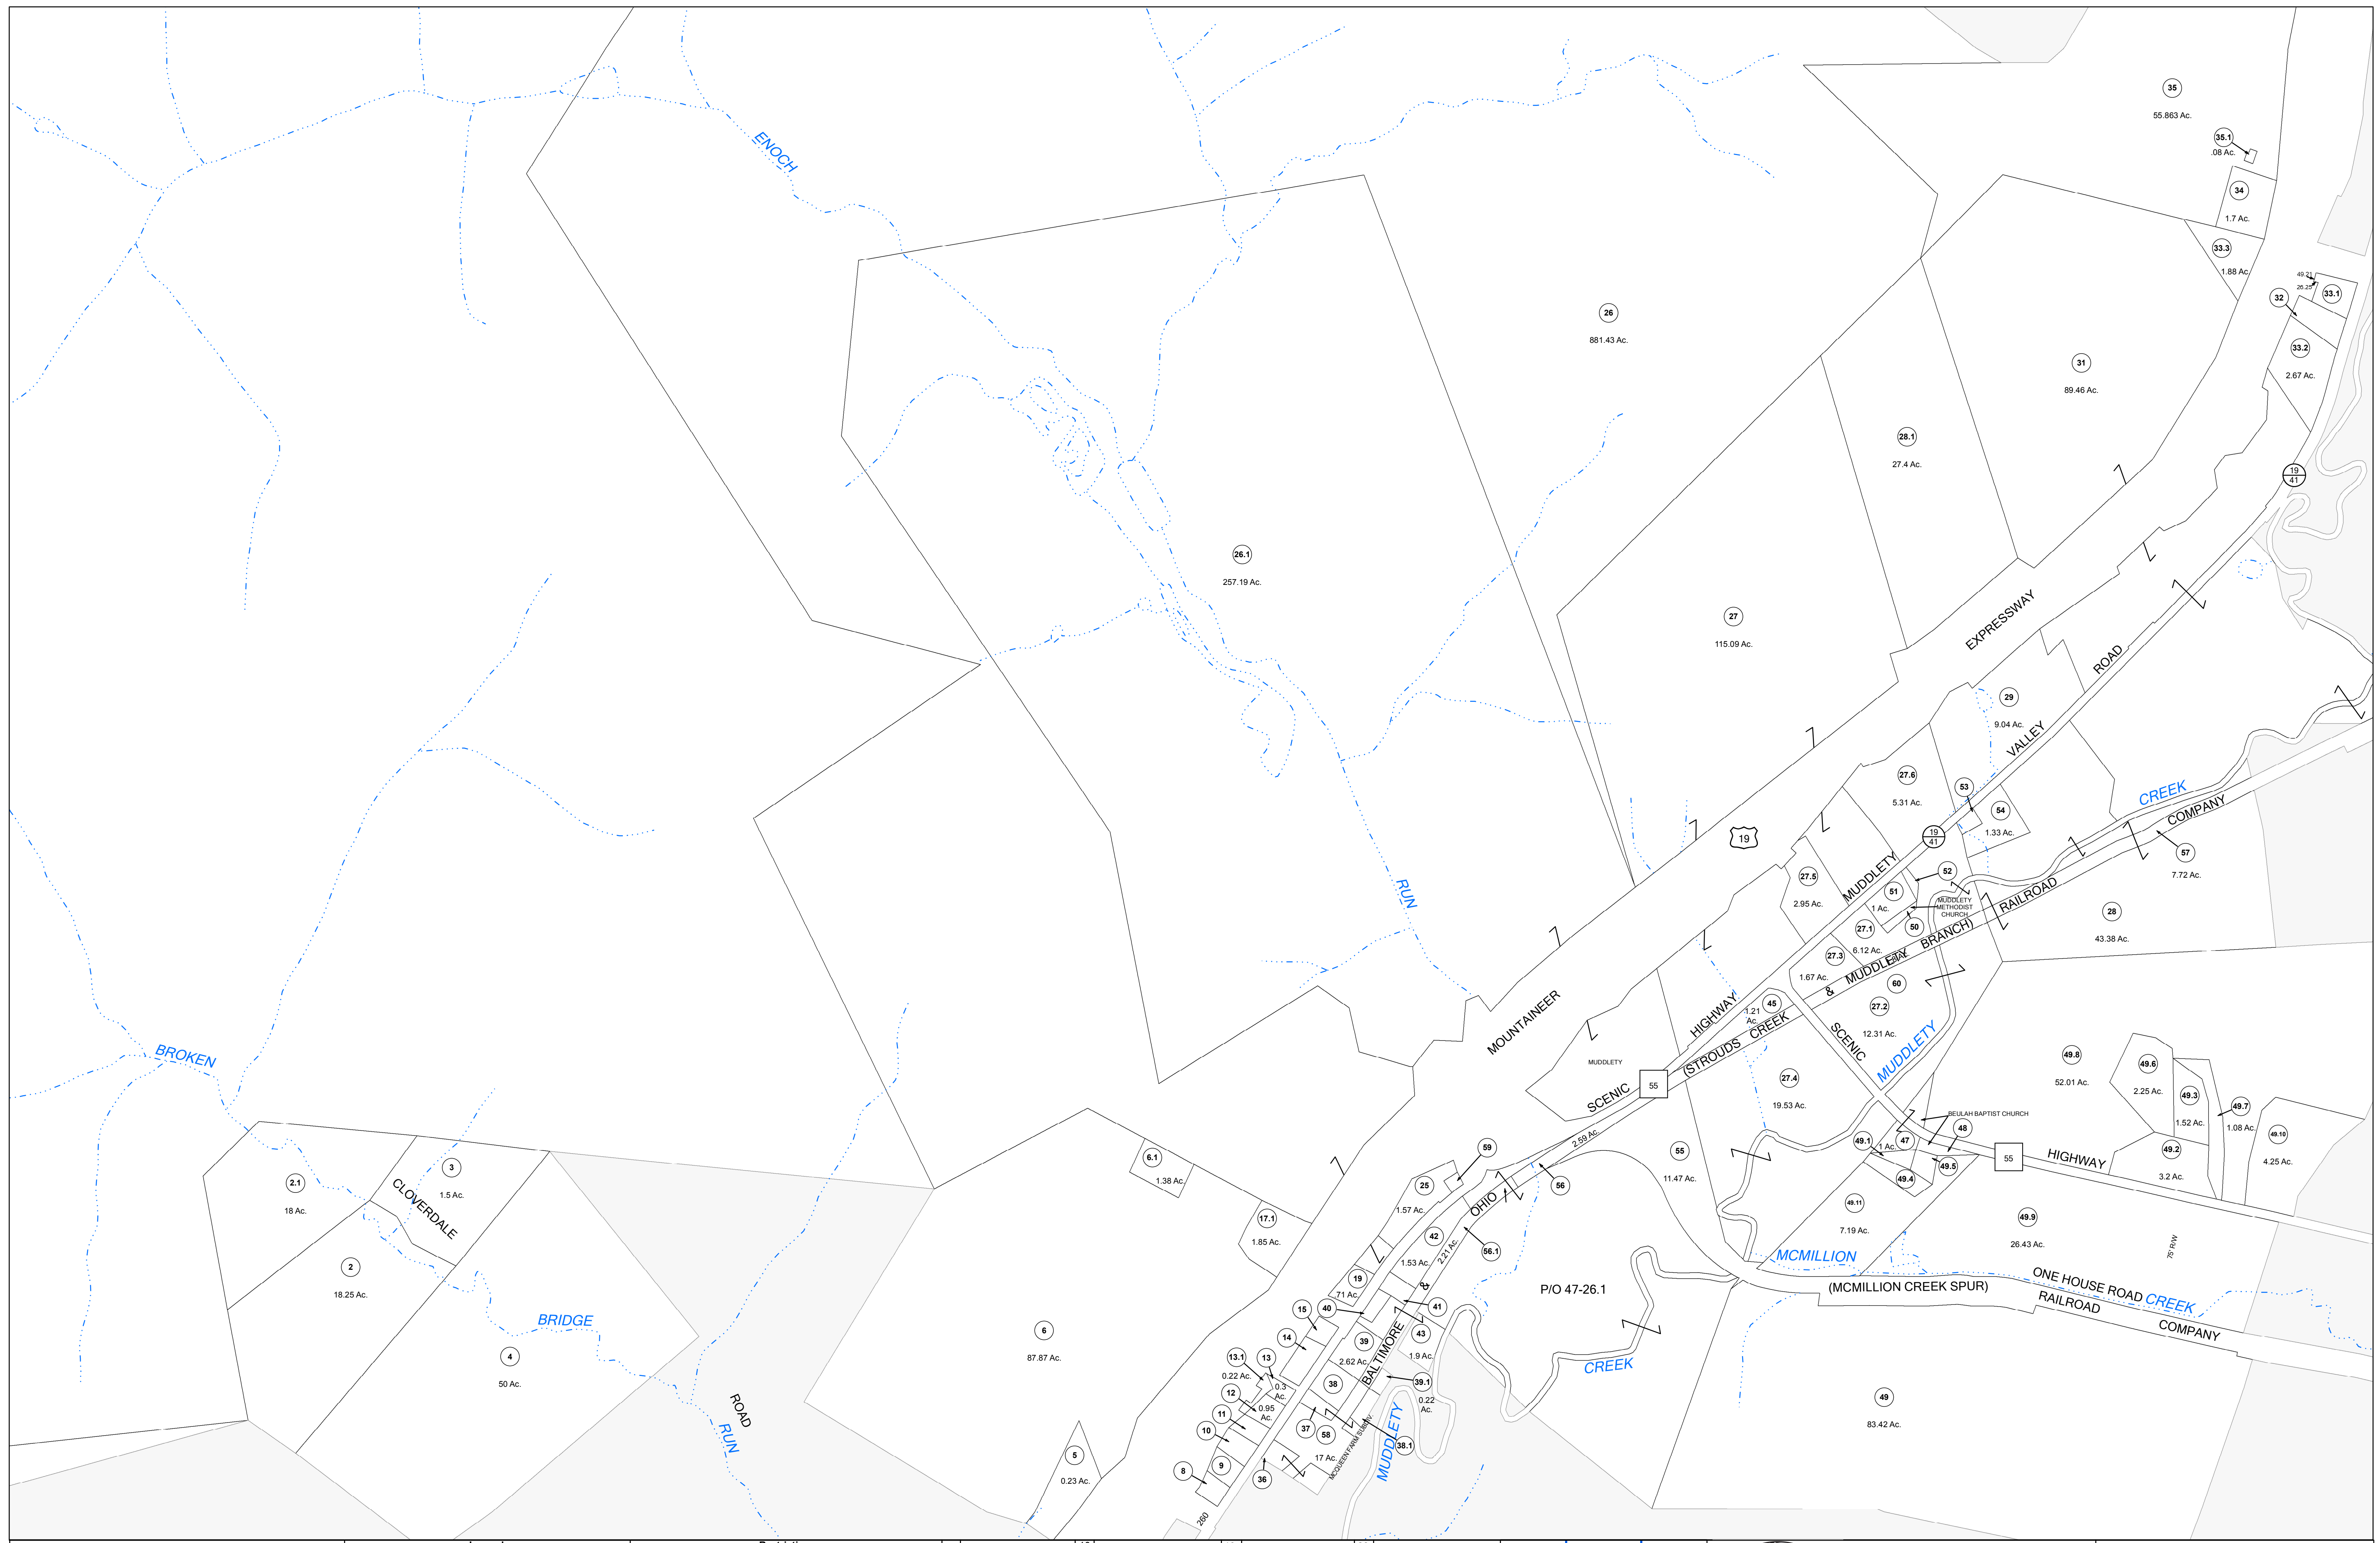 35
55.863 Ac.
35.1
.08 Ac.
34
1.7 Ac.
33.3
1.88 Ac.
49.21
26.25
33.1
32
33.2
2.67 Ac.
ENOCH
26
881.43 Ac.
31
89.46 Ac.
28.1
27.4 Ac.
19
41
26.1
257.19 Ac.
27
115.09 Ac.
EXPRESSWAY
ROAD
29
9.04 Ac.
VALLEY
27.6
5.31 Ac.
53
54
1.33 Ac.
CREEK
COMPANY
19
19
41
57
7.72 Ac.
MUDDLETY
27.5
2.95 Ac.
52
51
1 Ac.
MUDDLETY
METHODIST
CHURCH
RAILROAD
28
43.38 Ac.
RUN
50
27.1
6.12 Ac.
BRANCH)
27.3
1.67 Ac.
MUDDLETY
&
60
27.2
12.31 Ac.
MOUNTAINEER
HIGHWAY
45
1.21
Ac.
CREEK
(STROUDS
SCENIC
MUDDLETY
MUDDLETY
SCENIC
55
27.4
19.53 Ac.
49.8
52.01 Ac.
49.6
2.25 Ac.
49.3
1.52 Ac.
49.7
1.08 Ac.
49.10
4.25 Ac.
49.2
3.2 Ac.
BROKEN
BEULAH BAPTIST CHURCH
48
47
49.1
1 Ac.
49.5
49.4
55
HIGHWAY
2.59 Ac.
55
11.47 Ac.
59
56
6.1
1.38 Ac.
25
1.57 Ac.
OHIO
3
1.5 Ac.
2.1
18 Ac.
CLOVERDALE
17.1
1.85 Ac.
42
1.53 Ac.
2.21 Ac.
56.1
49.11
7.19 Ac.
49.9
26.43 Ac.
75' R/W
MCMILLION
2
18.25 Ac.
19
.71 Ac.
&
P/O 47-26.1
(MCMILLION CREEK SPUR)
ONE HOUSE ROAD
CREEK
RAILROAD
COMPANY
BRIDGE
15
40
41
14
39
2.62 Ac.
43
1.9 Ac.
BALTIMORE
6
87.87 Ac.
4
50 Ac.
13.1
0.22 Ac.
13
0.3
Ac.
38
39.1
0.22
Ac.
CREEK
12
0.95
Ac.
11
10
37
58
17 Ac.
38.1
MCQUEEN FARM SUBDIV.
MUDDLETY
49
83.42 Ac.
ROAD
RUN
5
0.23 Ac.
8
9
36
260